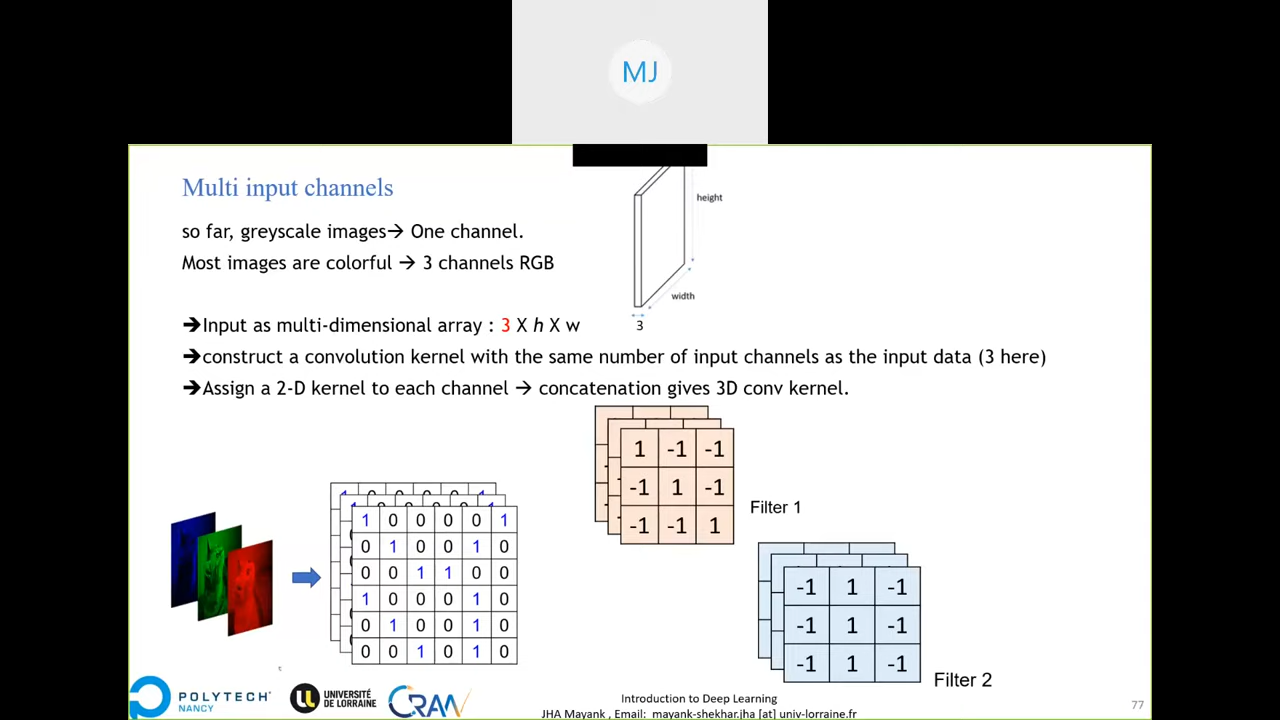 MJ
Multi input channels
so far, greyscale images→ One channel.
Most images are colorful → 3 channels RGB
height
width
3
➔Input as multi-dimensional array : 3 X h X w
➔construct a convolution kernel with the same number of input channels as the input data (3 here)
➔Assign a 2-D kernel to each channel → concatenation gives 3D conv kernel.
1 -1 -1
-1 1 -1
-1 -1 1
Filter 1
1 0 0 0 0 1
0 1 0 0 1 0
0 0 1 1 0 0
1 0 0 0 1 0
0 1 0 0 1 0
0 0 1 0 1 0
-1 1 -1
-1 1 -1
-1 1 -1
Filter 2
POLYTECH
NANCY
UNIVERSITÉ
DE LORRAINE
CRAN
Introduction to Deep Learning
JHA Mayank , Email: mayank-shekhar.jha [at] univ-lorraine.fr
77